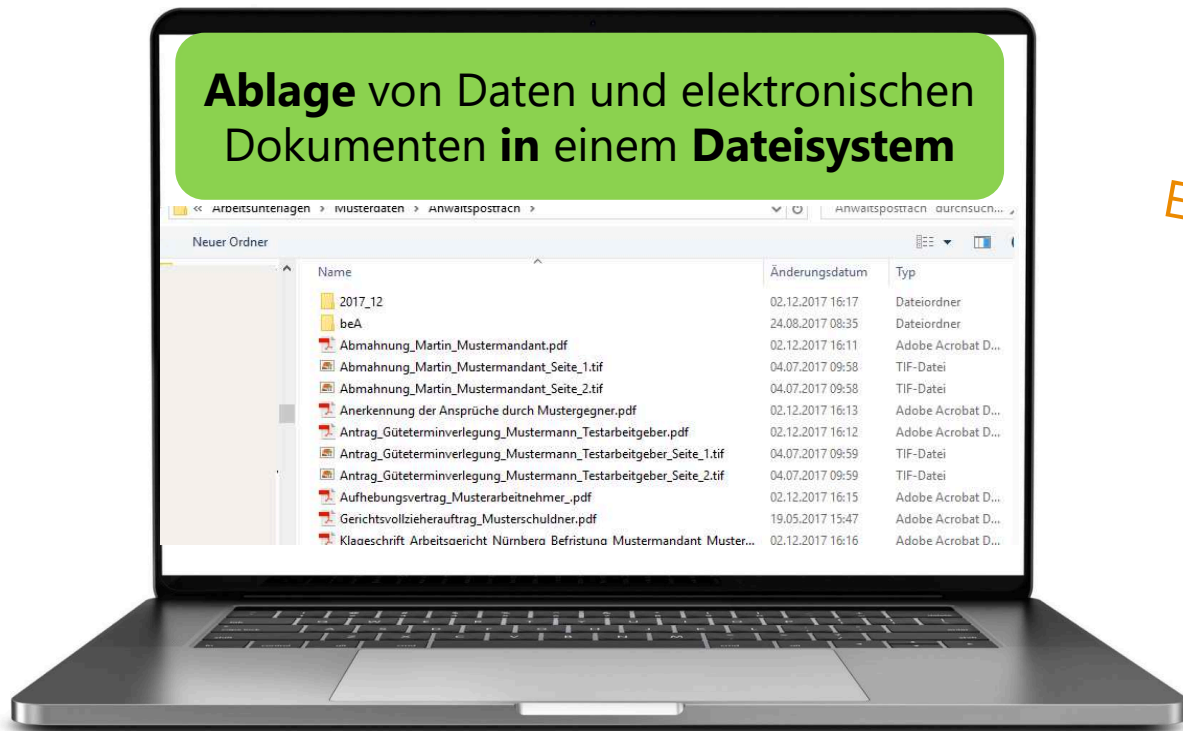 Ablage von Daten und elektronischen
Dokumenten in einem Dateisystem
« Arbeitsunterlagen > Musterdaten > Anwaltspostfach > Anwaltspostfach durchsuch...
Neuer Ordner
Name Änderungsdatum Typ
2017_12 02.12.2017 16:17 Dateiordner
beA 24.08.2017 08:35 Dateiordner
Abmahnung_Martin_Mustermandant.pdf 02.12.2017 16:11 Adobe Acrobat D...
Abmahnung_Martin_Mustermandant_Seite_1.tif 04.07.2017 09:58 TIF-Datei
Abmahnung_Martin_Mustermandant_Seite_2.tif 04.07.2017 09:58 TIF-Datei
Anerkennung der Ansprüche durch Mustergegner.pdf 02.12.2017 16:13 Adobe Acrobat D...
Antrag_Güteterminverlegung_Mustermann_Testarbeitgeber.pdf 02.12.2017 16:12 Adobe Acrobat D...
Antrag_Güteterminverlegung_Mustermann_Testarbeitgeber_Seite_1.tif 04.07.2017 09:59 TIF-Datei
Antrag_Güteterminverlegung_Mustermann_Testarbeitgeber_Seite_2.tif 04.07.2017 09:59 TIF-Datei
Aufhebungsvertrag_Musterarbeitnehmer_.pdf 02.12.2017 16:15 Adobe Acrobat D...
Gerichtsvollzieherauftrag_Musterschuldner.pdf 19.05.2017 15:47 Adobe Acrobat D...
Klageschrift_Arbeitsgericht_Nürnberg_Befristung_Mustermandant_Muster... 02.12.2017 16:16 Adobe Acrobat D...